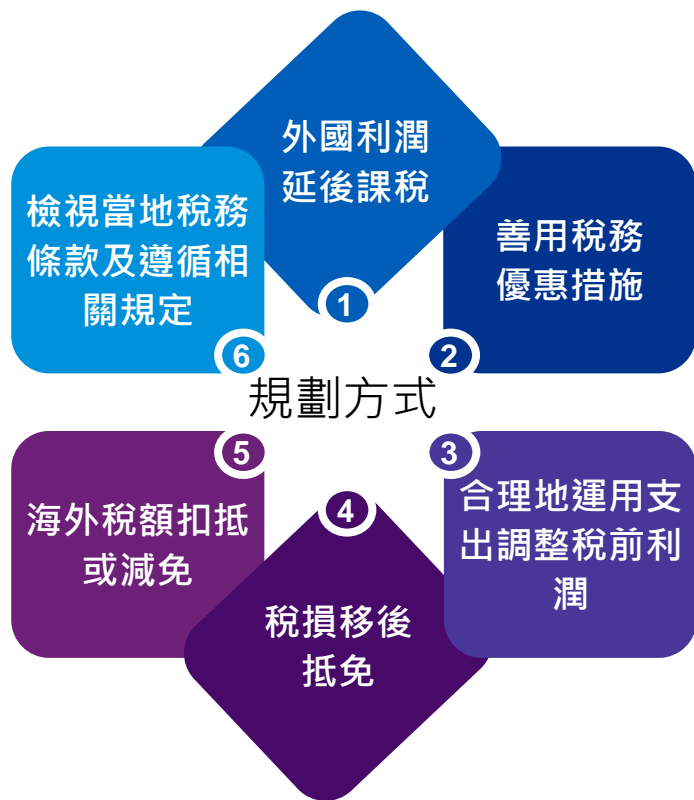 外國利潤
延後課稅
1
善用稅務
優惠措施
2
合理地運用支
出調整稅前利
潤
3
稅損移後
抵免
4
海外稅額扣抵
或減免
5
檢視當地稅務
條款及遵循相
關規定
6
規劃方式